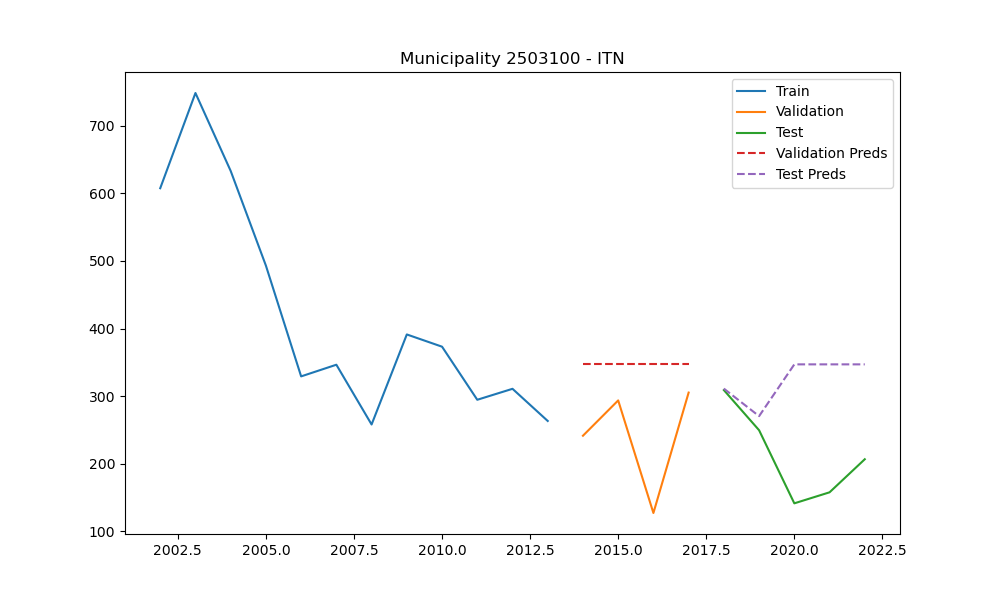 Municipality 2503100 - ITN
Train
Validation
Test
Validation Preds
Test Preds
700
600
500
400
300
200
100
2002.5 2005.0 2007.5 2010.0 2012.5 2015.0 2017.5 2020.0 2022.5